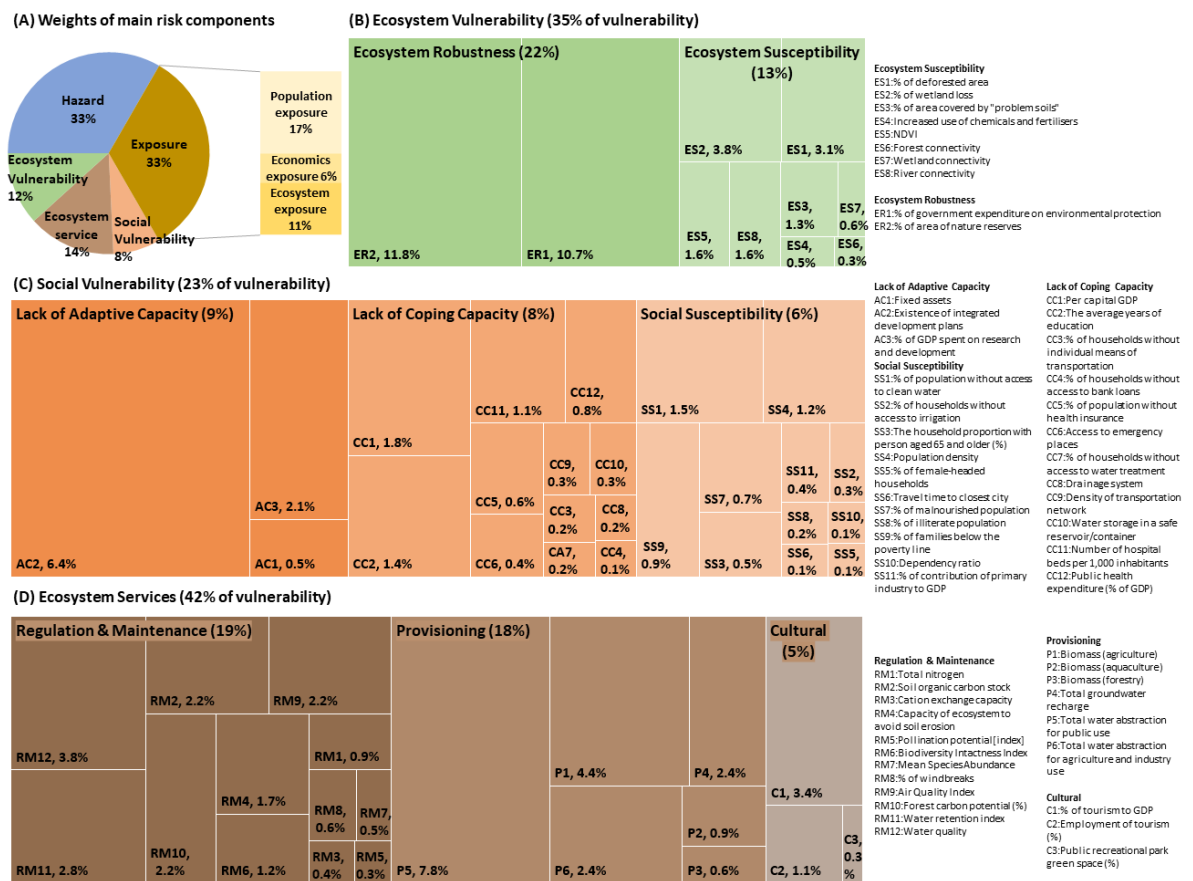 (A) Weights of main risk components
Hazard
33%
Exposure
33%
Ecosystem
Vulnerability
12%
Ecosystem
service
14%
Social
Vulnerability
8%
Population
exposure
17%
Economics
exposure 6%
Ecosystem
exposure
11%
(B) Ecosystem Vulnerability (35% of vulnerability)
Ecosystem Robustness (22%)
ER2, 11.8%
ER1, 10.7%
Ecosystem Susceptibility
(13%)
ES2, 3.8%
ES1, 3.1%
ES5,
1.6%
ES8,
1.6%
ES3,
1.3%
ES7,
0.6%
ES4,
0.5%
ES6,
0.3%
Ecosystem Susceptibility
ES1:% of deforested area
ES2:% of wetland loss
ES3:% of area covered by "problem soils"
ES4:Increased use of chemicals and fertilisers
ES5:NDVI
ES6:Forest connectivity
ES7:Wetland connectivity
ES8:River connectivity
Ecosystem Robustness
ER1:% of government expenditure on environmental protection
ER2:% of area of nature reserves
(C) Social Vulnerability (23% of vulnerability)
Lack of Adaptive Capacity (9%)
AC2, 6.4%
AC3, 2.1%
AC1, 0.5%
Lack of Coping Capacity (8%)
CC1, 1.8%
CC2, 1.4%
CC11, 1.1%
CC12,
0.8%
CC5, 0.6%
CC6, 0.4%
CC9,
0.3%
CC10,
0.3%
CC3,
0.2%
CC8,
0.2%
CA7,
0.2%
CC4,
0.1%
Social Susceptibility (6%)
SS1, 1.5%
SS4, 1.2%
SS9,
0.9%
SS7, 0.7%
SS3, 0.5%
SS11,
0.4%
SS2,
0.3%
SS8,
0.2%
SS10,
0.1%
SS6,
0.1%
SS5,
0.1%
Lack of Adaptive Capacity
AC1:Fixed assets
AC2:Existence of integrated
development plans
AC3:% of GDP spent on research
and development
Social Susceptibility
SS1:% of population without access
to clean water
SS2:% of households without
access to irrigation
SS3:The household proportion with
person aged 65 and older (%)
SS4:Population density
SS5:% of female-headed
households
SS6:Travel time to closest city
SS7:% of malnourished population
SS8:% of illiterate population
SS9:% of families below the
poverty line
SS10:Dependency ratio
SS11:% of contribution of primary
industry to GDP
Lack of Coping Capacity
CC1:Per capital GDP
CC2:The average years of
education
CC3:% of households without
individual means of
transportation
CC4:% of households without
access to bank loans
CC5:% of population without
health insurance
CC6:Access to emergency
places
CC7:% of households without
access to water treatment
CC8:Drainage system
CC9:Density of transportation
network
CC10:Water storage in a safe
reservoir/container
CC11:Number of hospital
beds per 1,000 inhabitants
CC12:Public health
expenditure (% of GDP)
(D) Ecosystem Services (42% of vulnerability)
Regulation & Maintenance (19%)
RM12, 3.8%
RM11, 2.8%
RM2, 2.2%
RM9, 2.2%
RM10,
2.2%
RM4, 1.7%
RM6, 1.2%
RM1, 0.9%
RM8,
0.6%
RM7,
0.5%
RM3,
0.4%
RM5,
0.3%
Provisioning (18%)
P5, 7.8%
P1, 4.4%
P4, 2.4%
P6, 2.4%
P2, 0.9%
P3, 0.6%
Cultural
(5%)
C1, 3.4%
C2, 1.1%
C3,
0.3
%
Regulation & Maintenance
RM1:Total nitrogen
RM2:Soil organic carbon stock
RM3:Cation exchange capacity
RM4:Capacity of ecosystem to
avoid soil erosion
RM5:Pollination potential[index]
RM6:Biodiversity Intactness Index
RM7:Mean Species Abundance
RM8:% of windbreaks
RM9:Air Quality Index
RM10:Forest carbon potential (%)
RM11:Water retention index
RM12:Water quality
Provisioning
P1:Biomass (agriculture)
P2:Biomass (aquaculture)
P3:Biomass (forestry)
P4:Total groundwater
recharge
P5:Total water abstraction
for public use
P6:Total water abstraction
for agriculture and industry
use
Cultural
C1:% of tourism to GDP
C2:Employment of tourism
(%)
C3:Public recreational park
green space (%)